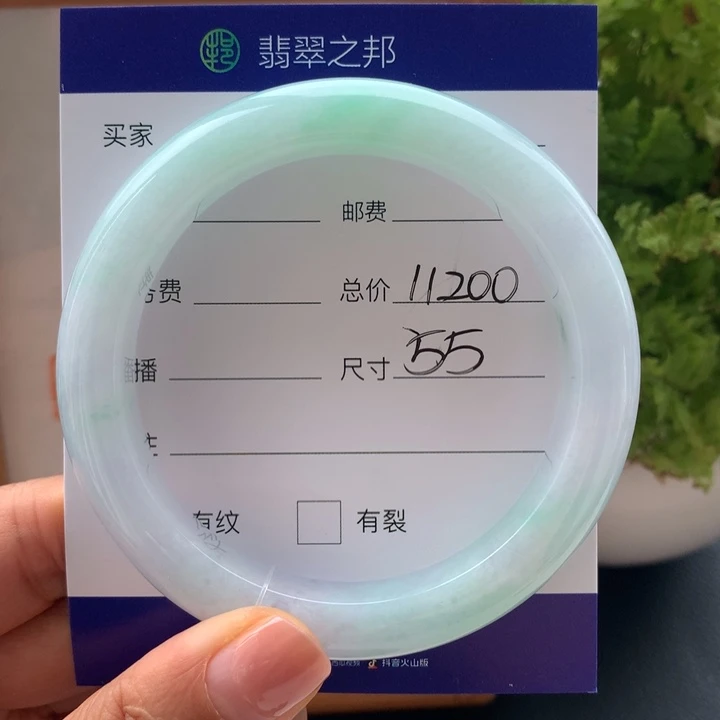 翡翠之邦
买家
邮费
费 总价 11200
播 尺寸 55
有纹 有裂
抖音火山版